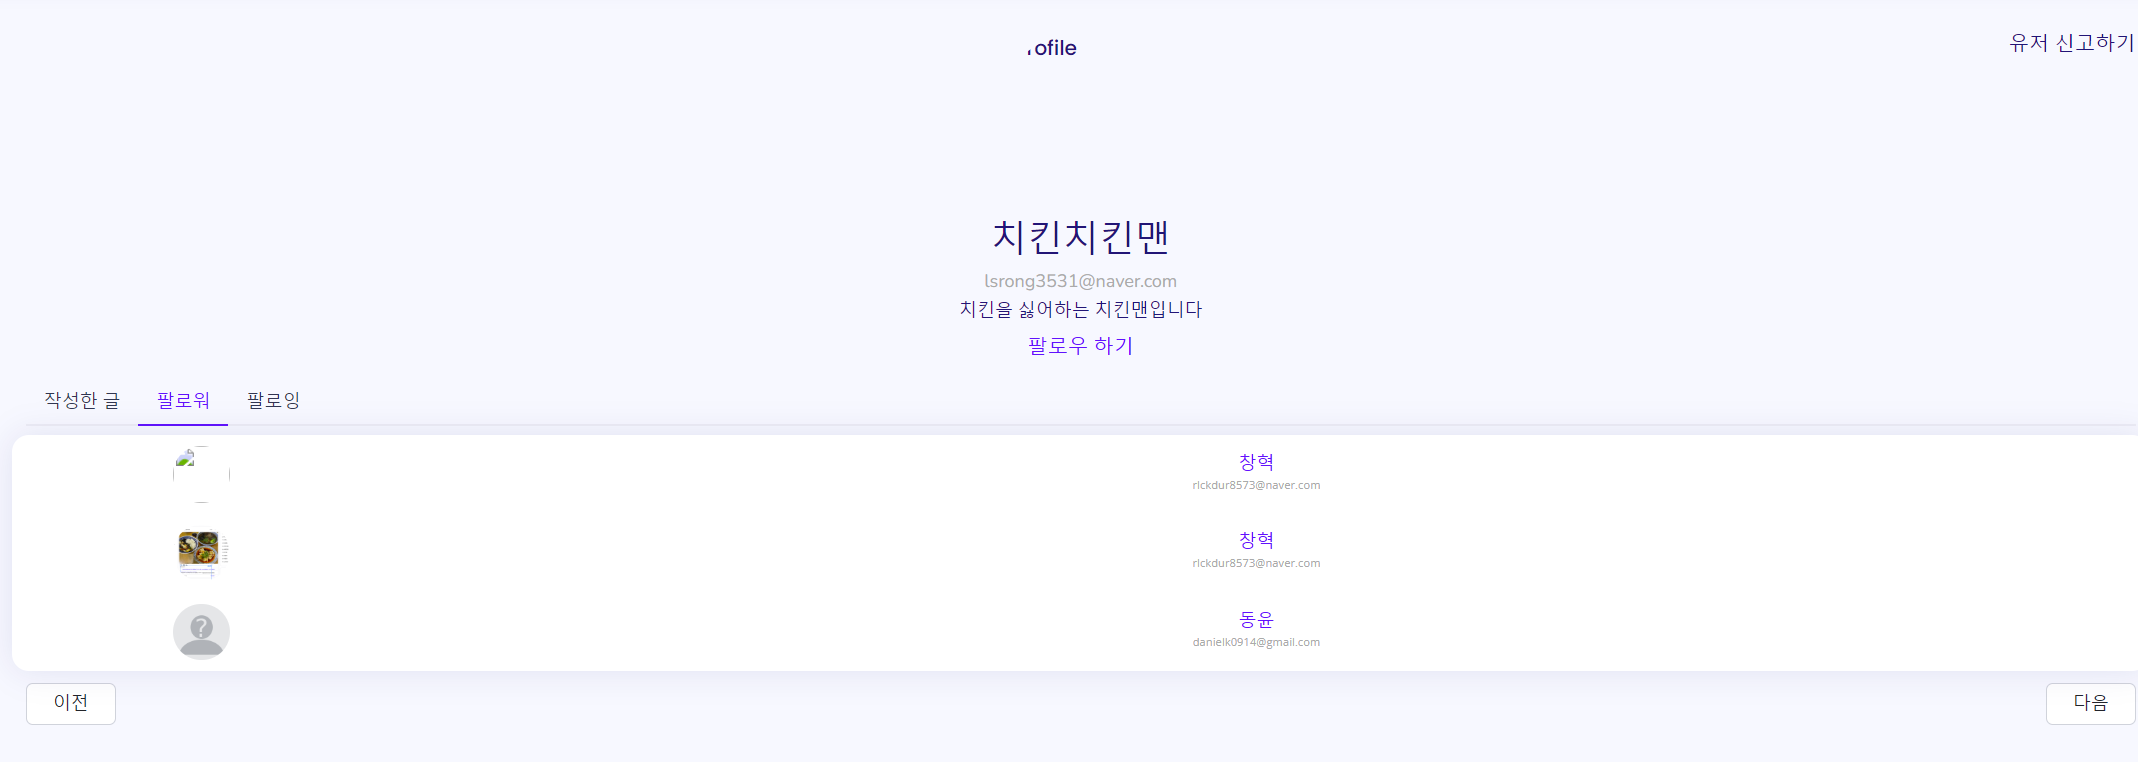 ofile
유저 신고하기
치킨치킨맨
lsrong3531@naver.com
치킨을 싫어하는 치킨맨입니다
팔로우 하기
작성한 글 팔로워 팔로잉
창혁
rickdur8573@naver.com
창혁
rickdur8573@naver.com
동윤
danielk0914@gmail.com
이전 다음